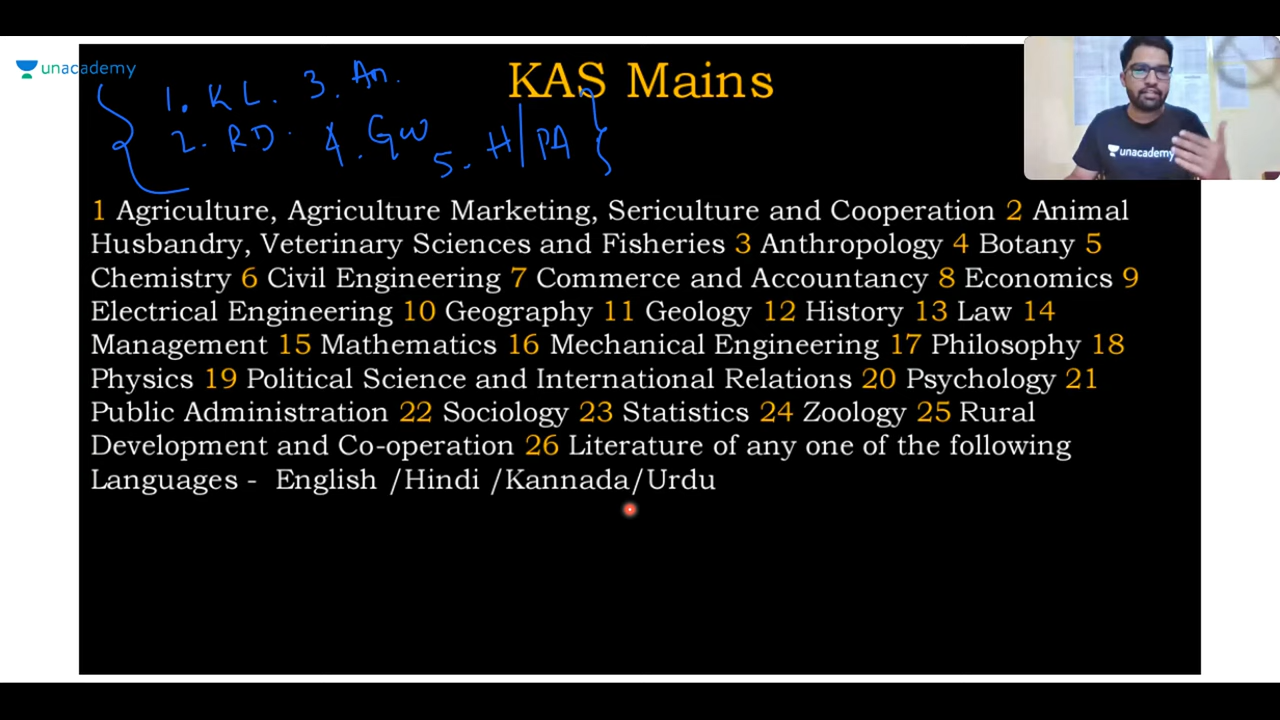 unacademy
KAS Mains
1. KL. 3. An.
2. RD. 4. Gw 5. H/PA
unacademy
1 Agriculture, Agriculture Marketing, Sericulture and Cooperation 2 Animal
Husbandry, Veterinary Sciences and Fisheries 3 Anthropology 4 Botany 5
Chemistry 6 Civil Engineering 7 Commerce and Accountancy 8 Economics 9
Electrical Engineering 10 Geography 11 Geology 12 History 13 Law 14
Management 15 Mathematics 16 Mechanical Engineering 17 Philosophy 18
Physics 19 Political Science and International Relations 20 Psychology 21
Public Administration 22 Sociology 23 Statistics 24 Zoology 25 Rural
Development and Co-operation 26 Literature of any one of the following
Languages - English /Hindi /Kannada/Urdu